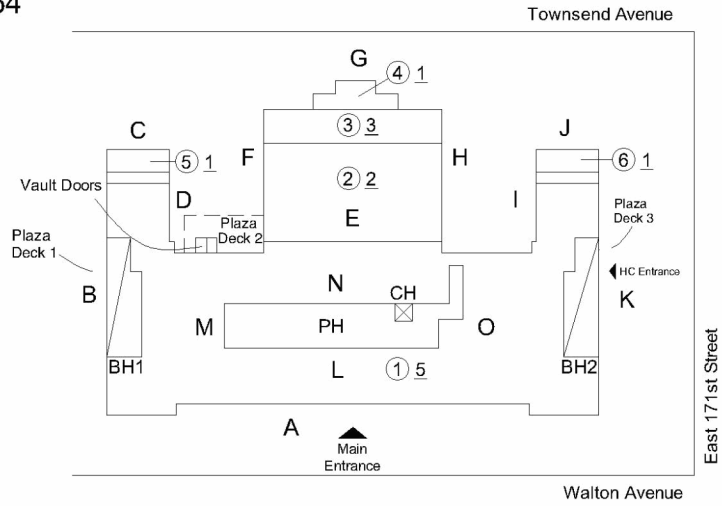 Townsend Avenue
G
④ 1
③ 3
C
J
⑤ 1
F
H
⑥ 1
② 2
Vault Doors
D
I
Plaza
Deck 2
E
Plaza
Deck 3
Plaza
Deck 1
HC Entrance
N
B
CH
K
M
PH
O
BH1
L
① 5
BH2
A
Main
Entrance
East 171st Street
Walton Avenue